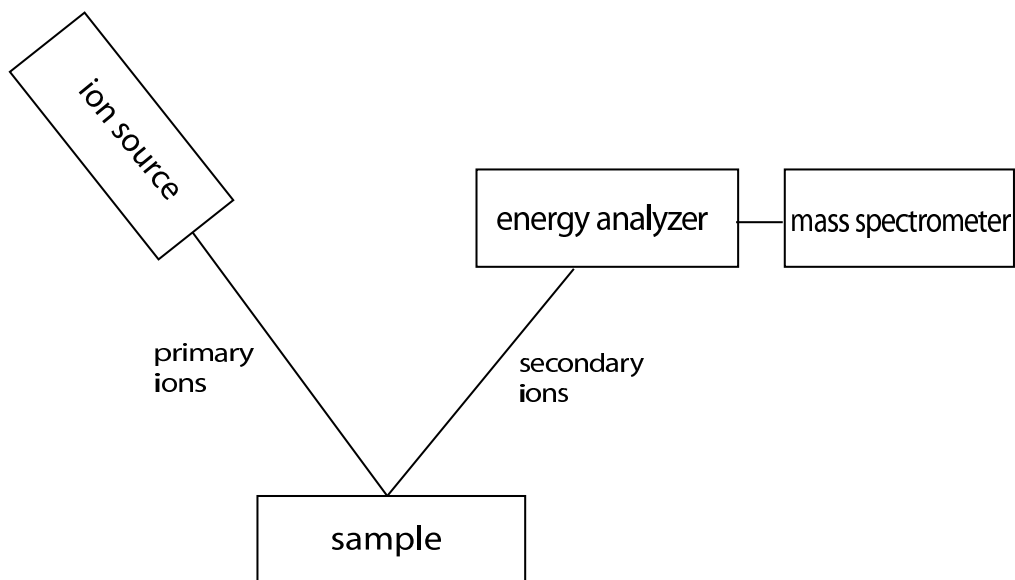 ion source
energy analyzer
mass spectrometer
primary
ions
secondary
ions
sample